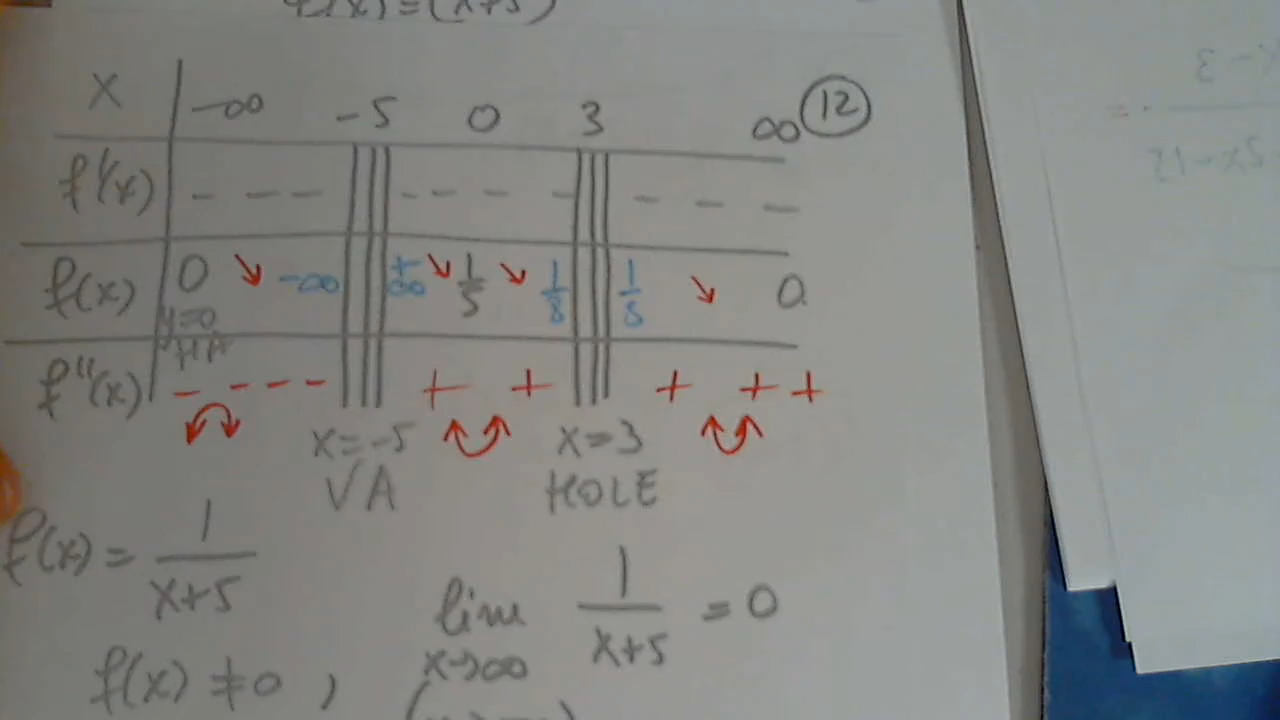 x -∞ -5 0 3 ∞ 12
f'(x) - - - - - - - - - -
f(x) 0 ↘ -∞ +∞ ↘ 1/5 ↘ 1/8 1/8 ↘ 0
y=0
HA
f''(x) - - - - + + + + +
x=-5 x=3
VA HOLE
f(x) = 1/(x+5)
lim x→∞ 1/(x+5) = 0
f(x) ≠ 0 ,